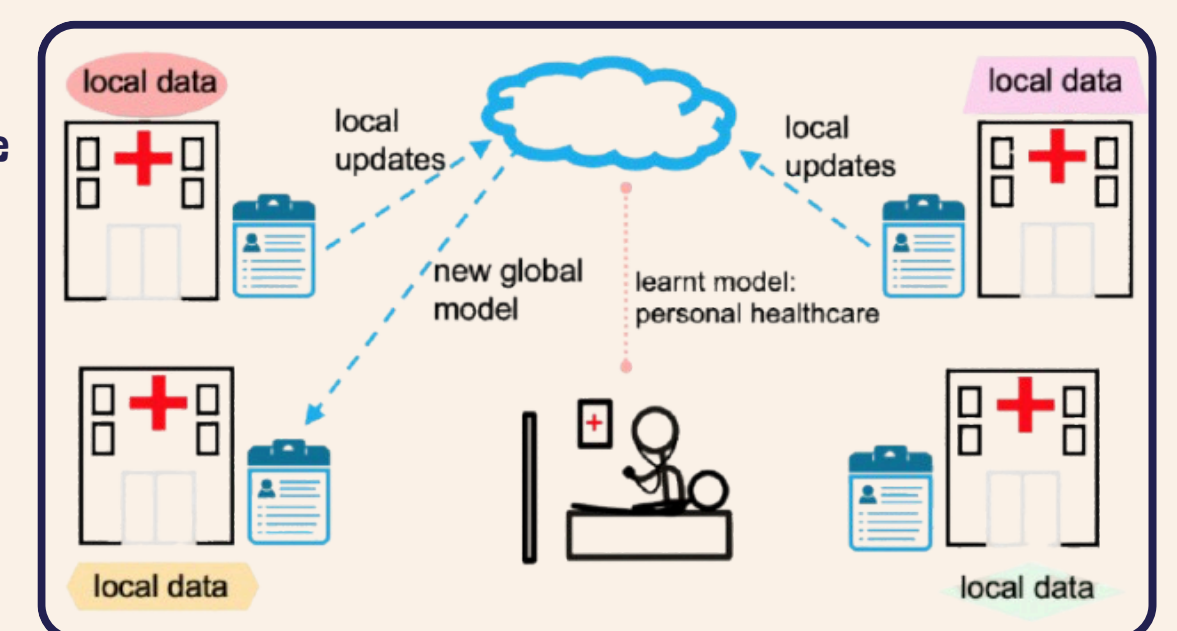 local data
local data
local
updates
local
updates
e
new global
model
learnt model:
personal healthcare
local data
local data